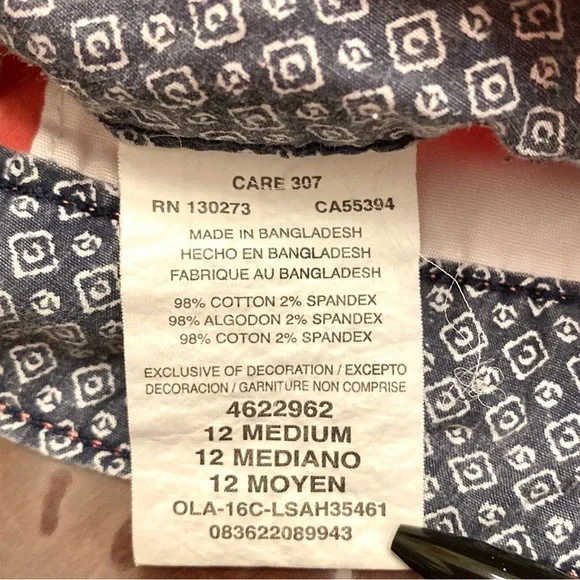 CARE 307
RN 130273 CA55394
MADE IN BANGLADESH
HECHO EN BANGLADESH
FABRIQUE AU BANGLADESH
98% COTTON 2% SPANDEX
98% ALGODON 2% SPANDEX
98% COTON 2% SPANDEX
EXCLUSIVE OF DECORATION / EXCEPTO
DECORACION / GARNITURE NON COMPRISE
4622962
12 MEDIUM
12 MEDIANO
12 MOYEN
OLA-16C-LSAH35461
083622089943